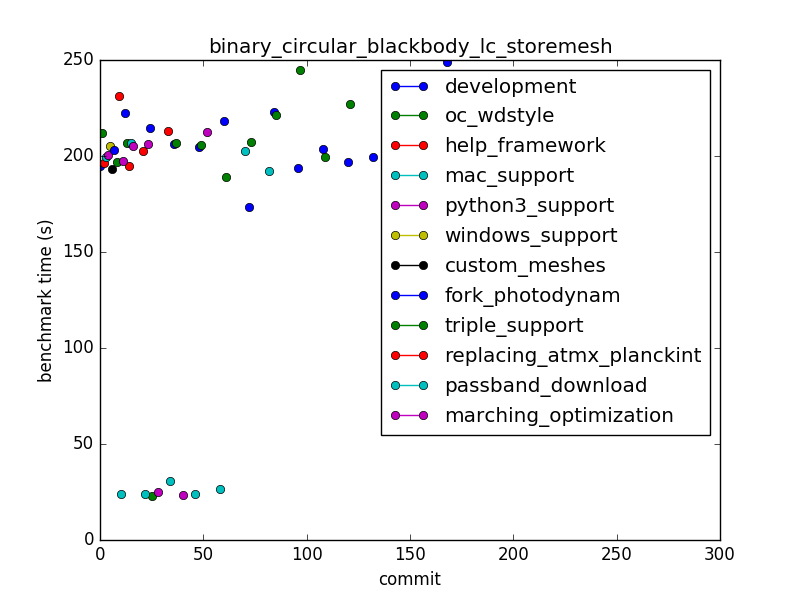 binary_circular_blackbody_lc_storemesh
250
200
150
100
50
0
benchmark time (s)
development
oc_wdstyle
help_framework
mac_support
python3_support
windows_support
custom_meshes
fork_photodynam
triple_support
replacing_atmx_planckint
passband_download
marching_optimization
0 50 100 150 200 250 300
commit